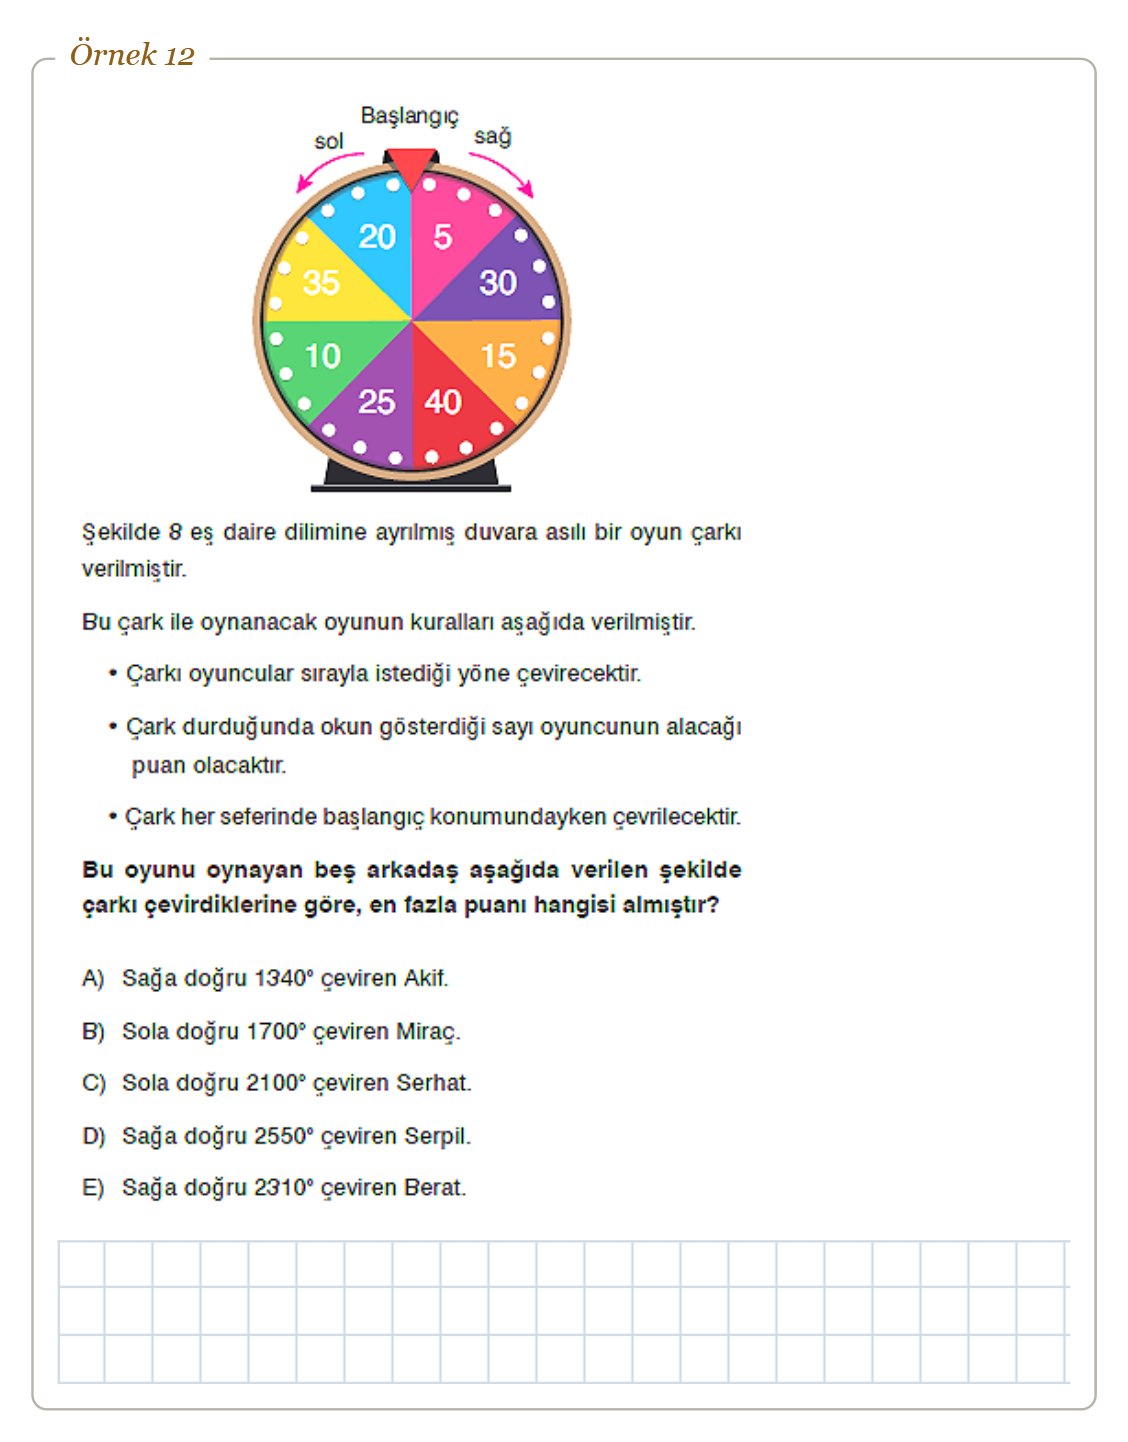 Örnek 12
Başlangıç
sol
sağ
20
5
35
30
10
15
25
40
Şekilde 8 eş daire dilimine ayrılmış duvara asılı bir oyun çarkı
verilmiştir.
Bu çark ile oynanacak oyunun kuralları aşağıda verilmiştir.
• Çarkı oyuncular sırayla istediği yöne çevirecektir.
• Çark durduğunda okun gösterdiği sayı oyuncunun alacağı
puan olacaktır.
• Çark her seferinde başlangıç konumundayken çevrilecektir.
Bu oyunu oynayan beş arkadaş aşağıda verilen şekilde
çarkı çevirdiklerine göre, en fazla puanı hangisi almıştır?
A) Sağa doğru 1340° çeviren Akif.
B) Sola doğru 1700° çeviren Miraç.
C) Sola doğru 2100° çeviren Serhat.
D) Sağa doğru 2550° çeviren Serpil.
E) Sağa doğru 2310° çeviren Berat.